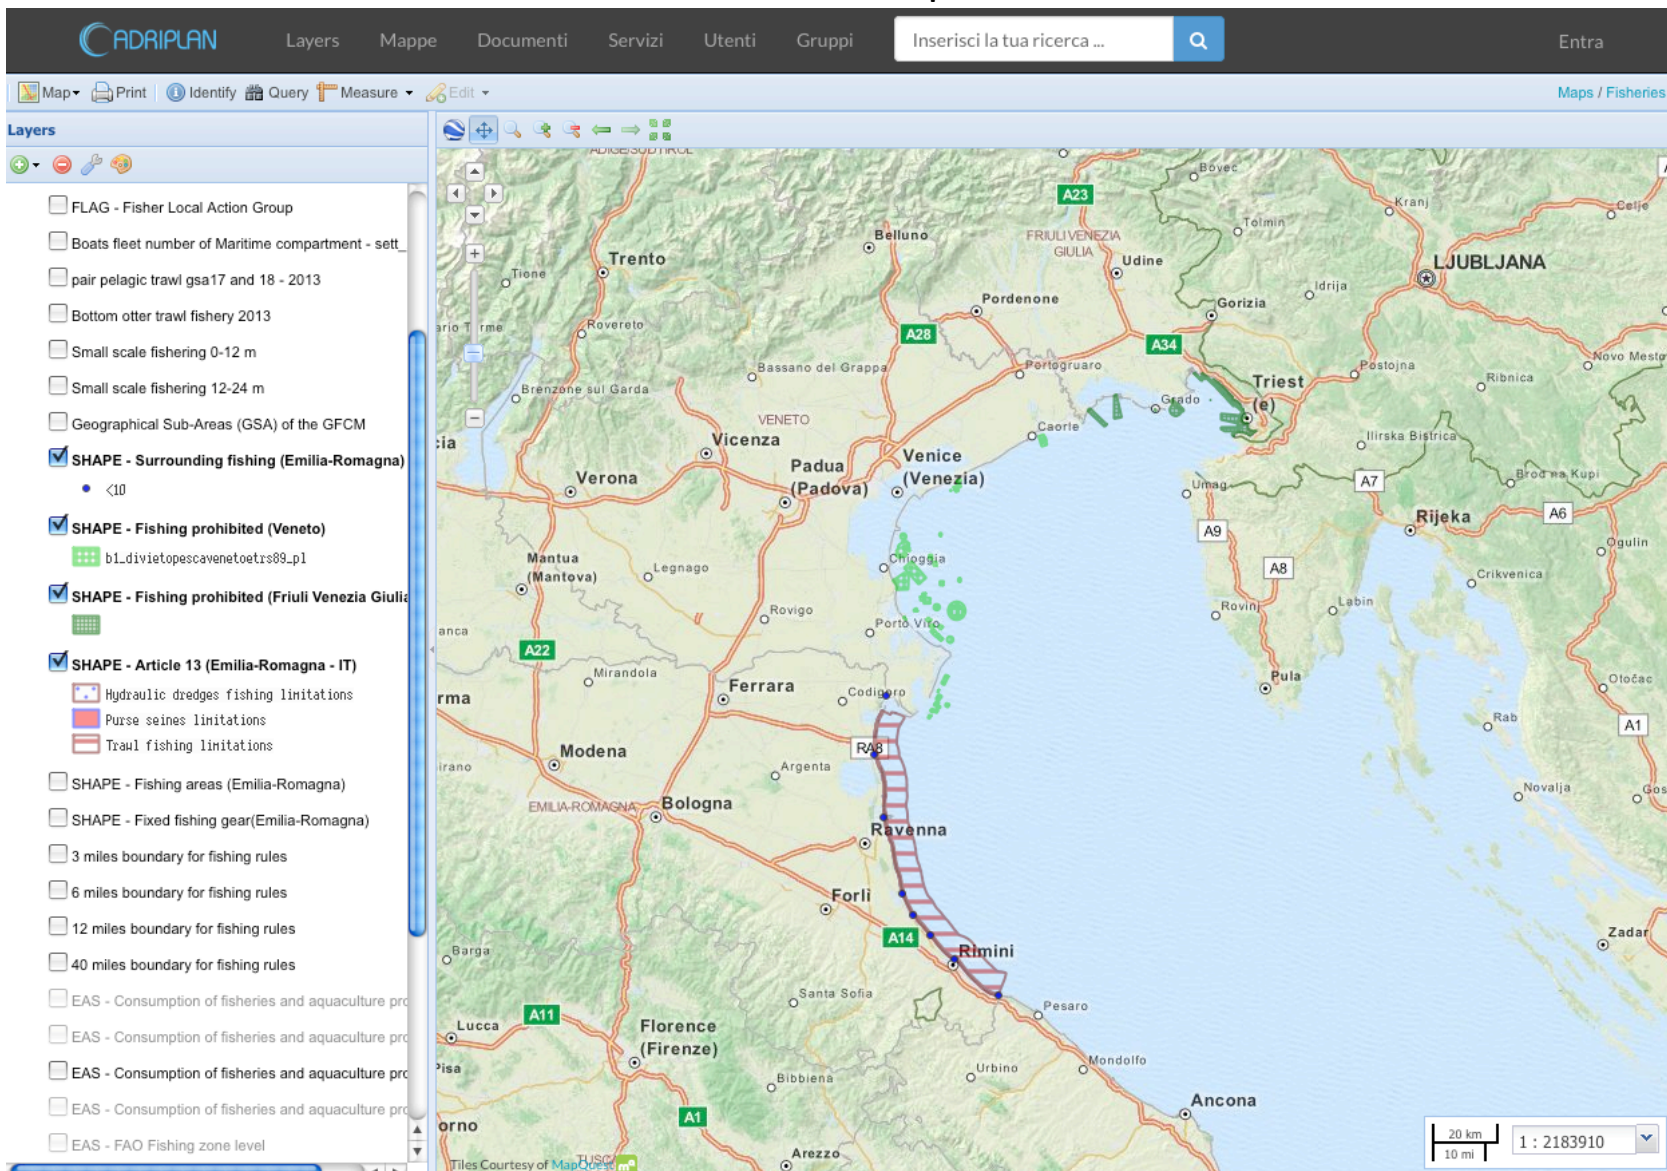 ADRIPLAN
Layers Mappe Documenti Servizi Utenti Gruppi Inserisci la tua ricerca ... Entra
Map Print Identify Query Measure Edit Maps / Fisheries
Layers
FLAG - Fisher Local Action Group
Boats fleet number of Maritime compartment - sett_
pair pelagic trawl gsa17 and 18 - 2013
Bottom otter trawl fishery 2013
Small scale fishering 0-12 m
Small scale fishering 12-24 m
Geographical Sub-Areas (GSA) of the GFCM
SHAPE - Surrounding fishing (Emilia-Romagna)
<10
SHAPE - Fishing prohibited (Veneto)
b1_divietopescavenetoetrs89_pl
SHAPE - Fishing prohibited (Friuli Venezia Giulia
SHAPE - Article 13 (Emilia-Romagna - IT)
Hydraulic dredges fishing limitations
Purse seines limitations
Trawl fishing limitations
SHAPE - Fishing areas (Emilia-Romagna)
SHAPE - Fixed fishing gear(Emilia-Romagna)
3 miles boundary for fishing rules
6 miles boundary for fishing rules
12 miles boundary for fishing rules
40 miles boundary for fishing rules
EAS - Consumption of fisheries and aquaculture pro
EAS - Consumption of fisheries and aquaculture pro
EAS - Consumption of fisheries and aquaculture pro
EAS - Consumption of fisheries and aquaculture pro
EAS - FAO Fishing zone level
Bovec
A23
Kranj
Celje
Tolmin
Belluno
FRIULI VENEZIA
GIULIA
Udine
Trento
LJUBLJANA
Tione
Idrija
Pordenone
Gorizia
Rovereto
A28
A34
Novo Mesto
Postojna
Bassano del Grappa
Portogruaro
Ribnica
Brenzone sul Garda
Triest
(e)
Grado
VENETO
Caorle
Ilirska Bistrica
cia
Vicenza
Venice
(Venezia)
Padua
(Padova)
Verona
Brod na Kupi
A7
Umag
Rijeka
A6
A9
Ogulin
Mantua
(Mantova)
Legnago
Chioggia
A8
Crikvenica
Rovigo
Rovinj
Labin
Porto Viro
anca
A22
Mirandola
Ferrara
Codigoro
Pula
Otočac
rma
Rab
A1
Modena
RA8
irano
Argenta
Novalja
Gos
EMILIA-ROMAGNA
Bologna
Ravenna
Forlì
Zadar
A14
Barga
Rimini
Santa Sofia
Pesaro
A11
Lucca
Florence
(Firenze)
Mondolfo
Pisa
Urbino
Bibbiena
Ancona
A1
orno
Arezzo
TUSC
Tiles Courtesy of MapQuest
20 km
10 mi
1 : 2183910